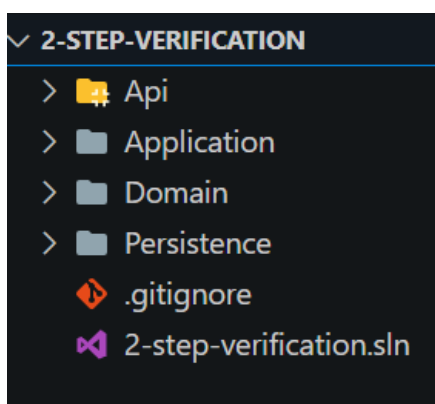 2-STEP-VERIFICATION
Api
Application
Domain
Persistence
.gitignore
2-step-verification.sln